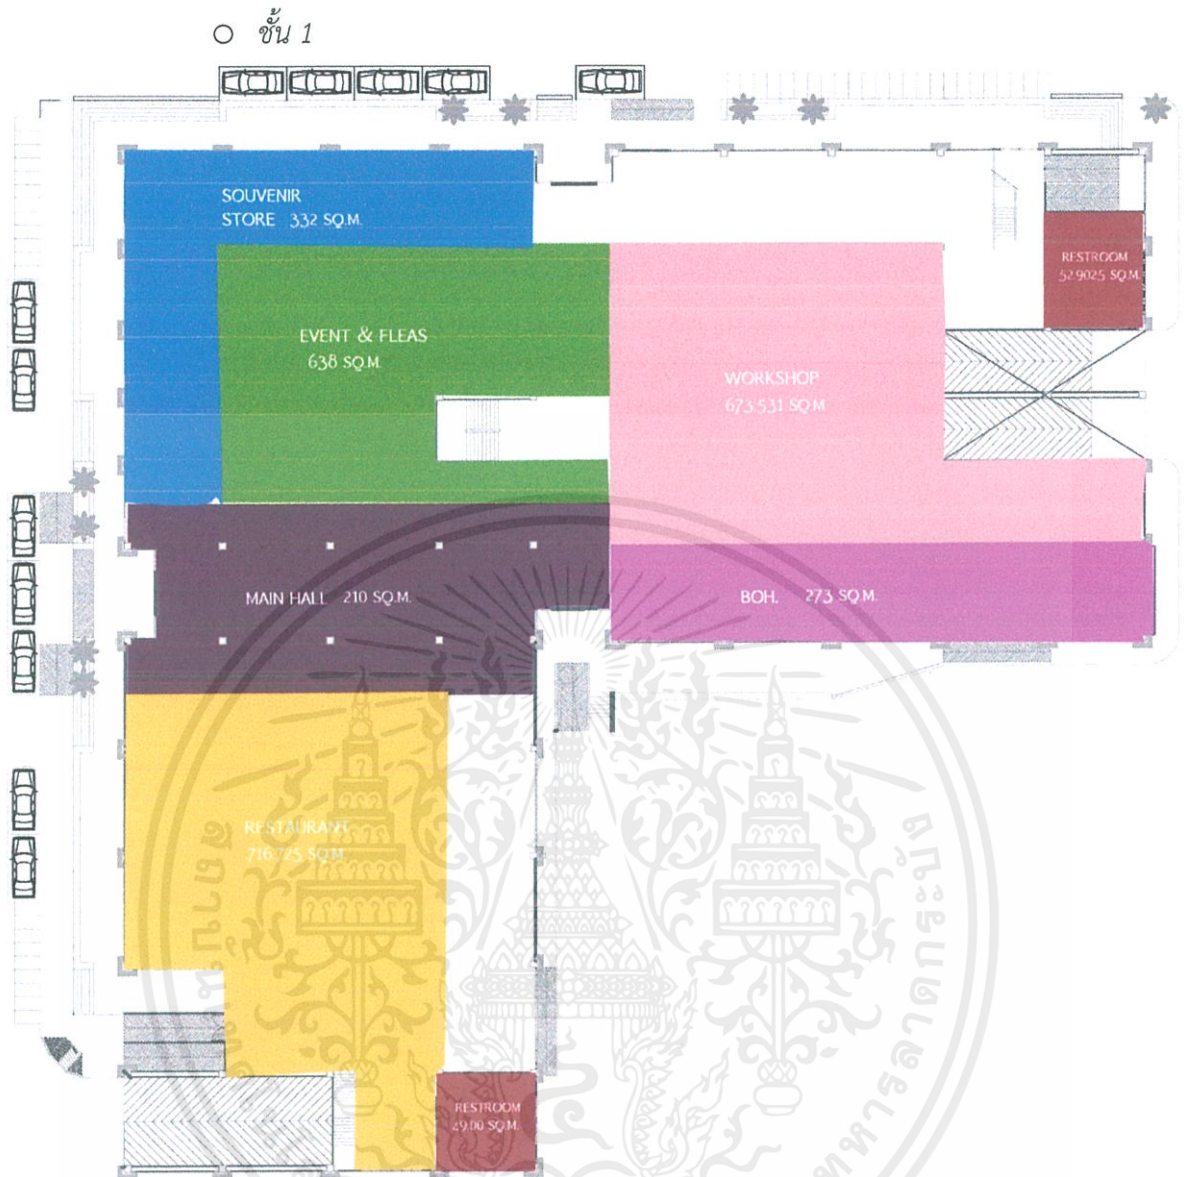 ชั้น 1
SOUVENIR
STORE 332 SQ.M.
RESTROOM
52.9025 SQ.M.
EVENT & FLEAS
638 SQ.M.
WORKSHOP
673.531 SQ.M
MAIN HALL 210 SQ.M.
BOH. 273 SQ.M.
RESTAURANT
716.725 SQ.M.
RESTROOM
49.00 SQ.M.